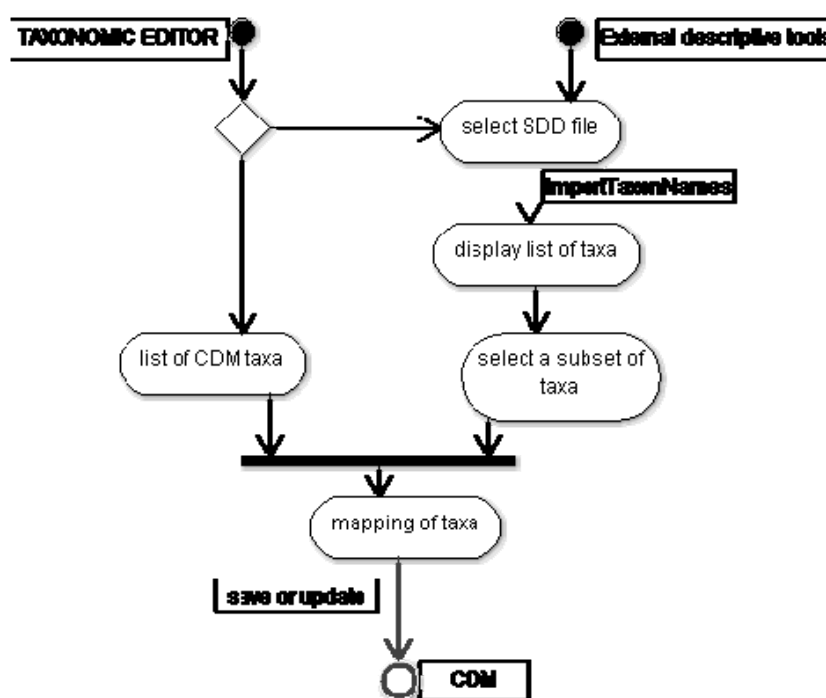 TAXONOMIC EDITOR
External descriptive tools
select SDD file
ImportTaxonNames
display list of taxa
list of CDM taxa
select a subset of
taxa
mapping of taxa
save or update
CDM